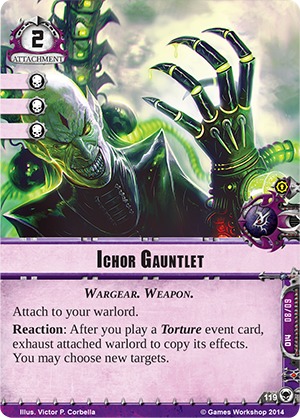 2
ATTACHMENT
ICHOR GAUNTLET
WARGEAR. WEAPON.
Attach to your warlord.
Reaction: After you play a Torture event card,
exhaust attached warlord to copy its effects.
You may choose new targets.
119
Illus. Victor P. Corbella
© Games Workshop 2014